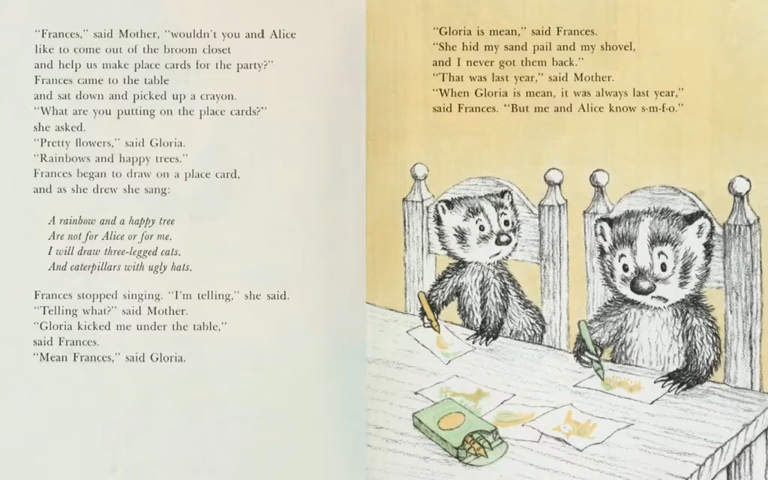 "Frances," said Mother, "wouldn't you and Alice
like to come out of the broom closet
and help us make place cards for the party?"
Frances came to the table
and sat down and picked up a crayon.
"What are you putting on the place cards?"
she asked.
"Pretty flowers," said Gloria.
"Rainbows and happy trees."
Frances began to draw on a place card,
and as she drew she sang:
A rainbow and a happy tree
Are not for Alice or for me.
I will draw three-legged cats,
And caterpillars with ugly hats.
Frances stopped singing. "I'm telling," she said.
"Telling what?" said Mother.
"Gloria kicked me under the table,"
said Frances.
"Mean Frances," said Gloria.
"Gloria is mean," said Frances.
"She hid my sand pail and my shovel,
and I never got them back."
"That was last year," said Mother.
"When Gloria is mean, it was always last year,"
said Frances. "But me and Alice know s-m-f-o."